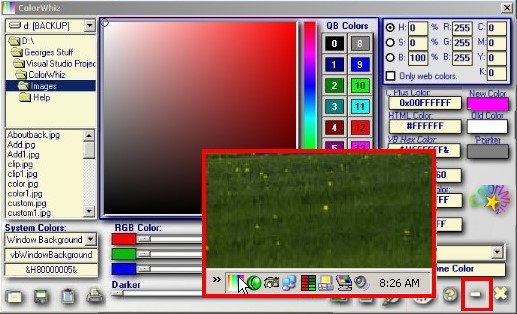 ColorWhiz
d: [BACKUP]
D:\
Georges Stuff
Visual Studio Projec
ColorWhiz
Images
Help
Aboutback.jpg
Add.jpg
Add1.jpg
clip.jpg
clip1.jpg
color.jpg
color1.jpg
custom.jpg
custom1.jpg
System Colors:
Window Background
vbWindowBackground
&H80000005&
RGB Color:
Darker
QB Colors
0 8
1 9
2 10
3 11
4 12
5
H: 0 % R: 255 C: 0
S: 0 % G: 255 M: 0
B: 100 % B: 255 Y: 0
K: 0
Only web colors.
C Plus Color:
0x00FFFFFF
HTML Color:
#FFFFFF
VB Hex Color:
&HFFFFFF&
60
New Color
Old Color
Pointer
one Color
» 8:26 AM